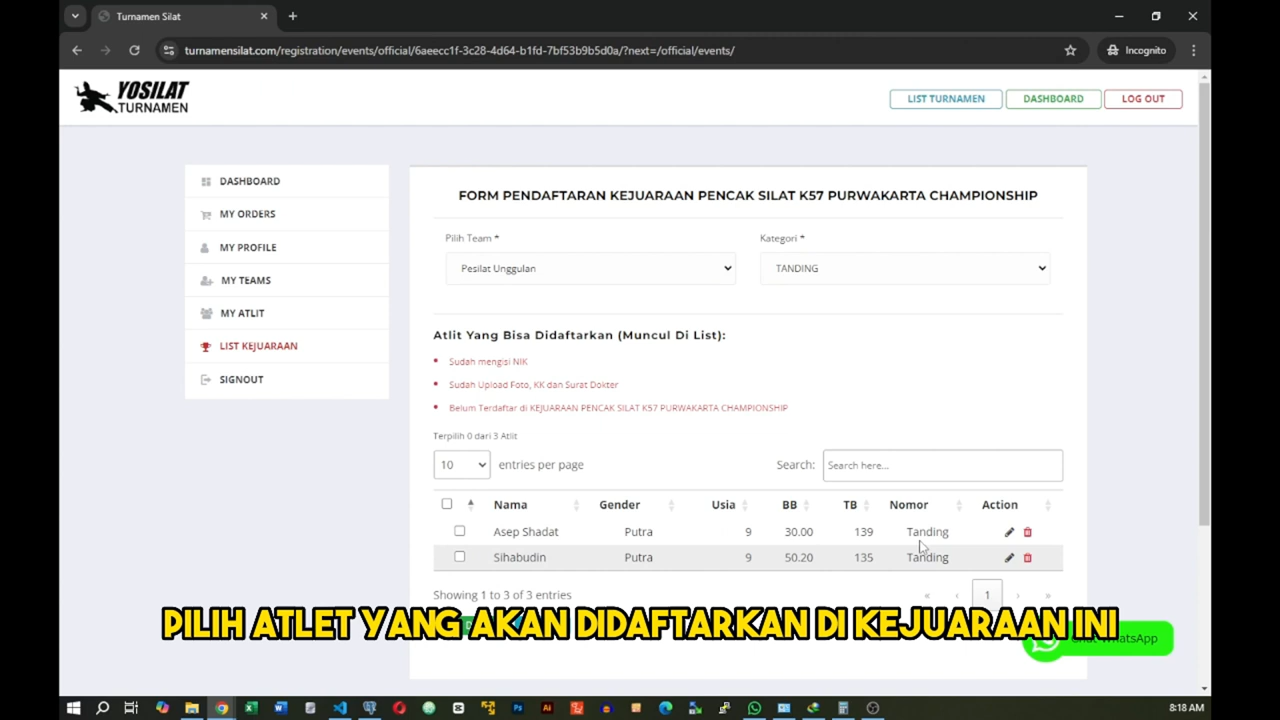 Turnamen Silat
turnamensilat.com/registration/events/official/6aeecc1f-3c28-4d64-b1fd-7bf53b9b5d0a/?next=/official/events/
Incognito
YOSILAT
TURNAMEN
LIST TURNAMEN
DASHBOARD
LOG OUT
DASHBOARD
MY ORDERS
MY PROFILE
MY TEAMS
MY ATLIT
LIST KEJUARAAN
SIGNOUT
FORM PENDAFTARAN KEJUARAAN PENCAK SILAT K57 PURWAKARTA CHAMPIONSHIP
Pilih Team * Kategori *
Pesilat Unggulan TANDING
Atlit Yang Bisa Didaftarkan (Muncul Di List):
Sudah mengisi NIK
Sudah Upload Foto, KK dan Surat Dokter
Belum Terdaftar di KEJUARAAN PENCAK SILAT K57 PURWAKARTA CHAMPIONSHIP
Terpilih 0 dari 3 Atlit
10 entries per page Search: Search here...
Nama Gender Usia BB TB Nomor Action
Asep Shadat Putra 9 30.00 139 Tanding
Sihabudin Putra 9 50.20 135 Tanding
Showing 1 to 3 of 3 entries « ‹ 1 › »
PILIH ATLET YANG AKAN DIDAFTARKAN DI KEJUARAAN INI
WhatsApp
8:18 AM